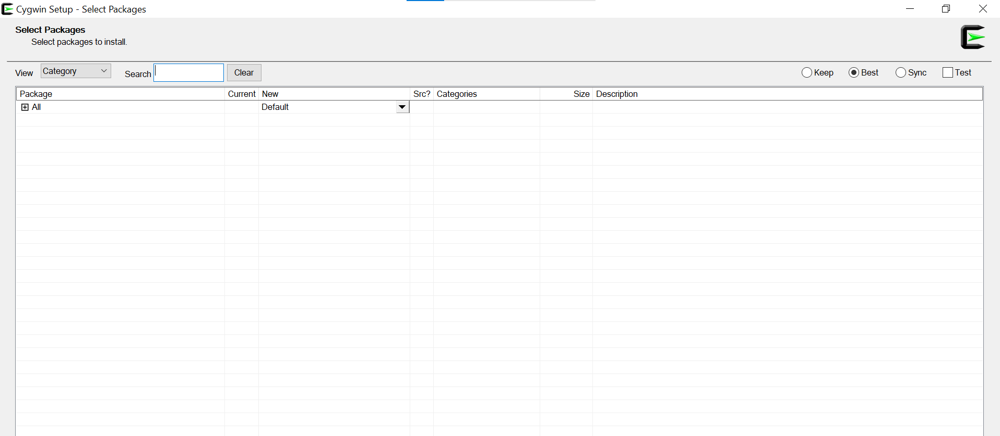 Cygwin Setup - Select Packages
Select Packages
Select packages to install.
View Category Search Clear Keep Best Sync Test
Package Current New Src? Categories Size Description
All Default